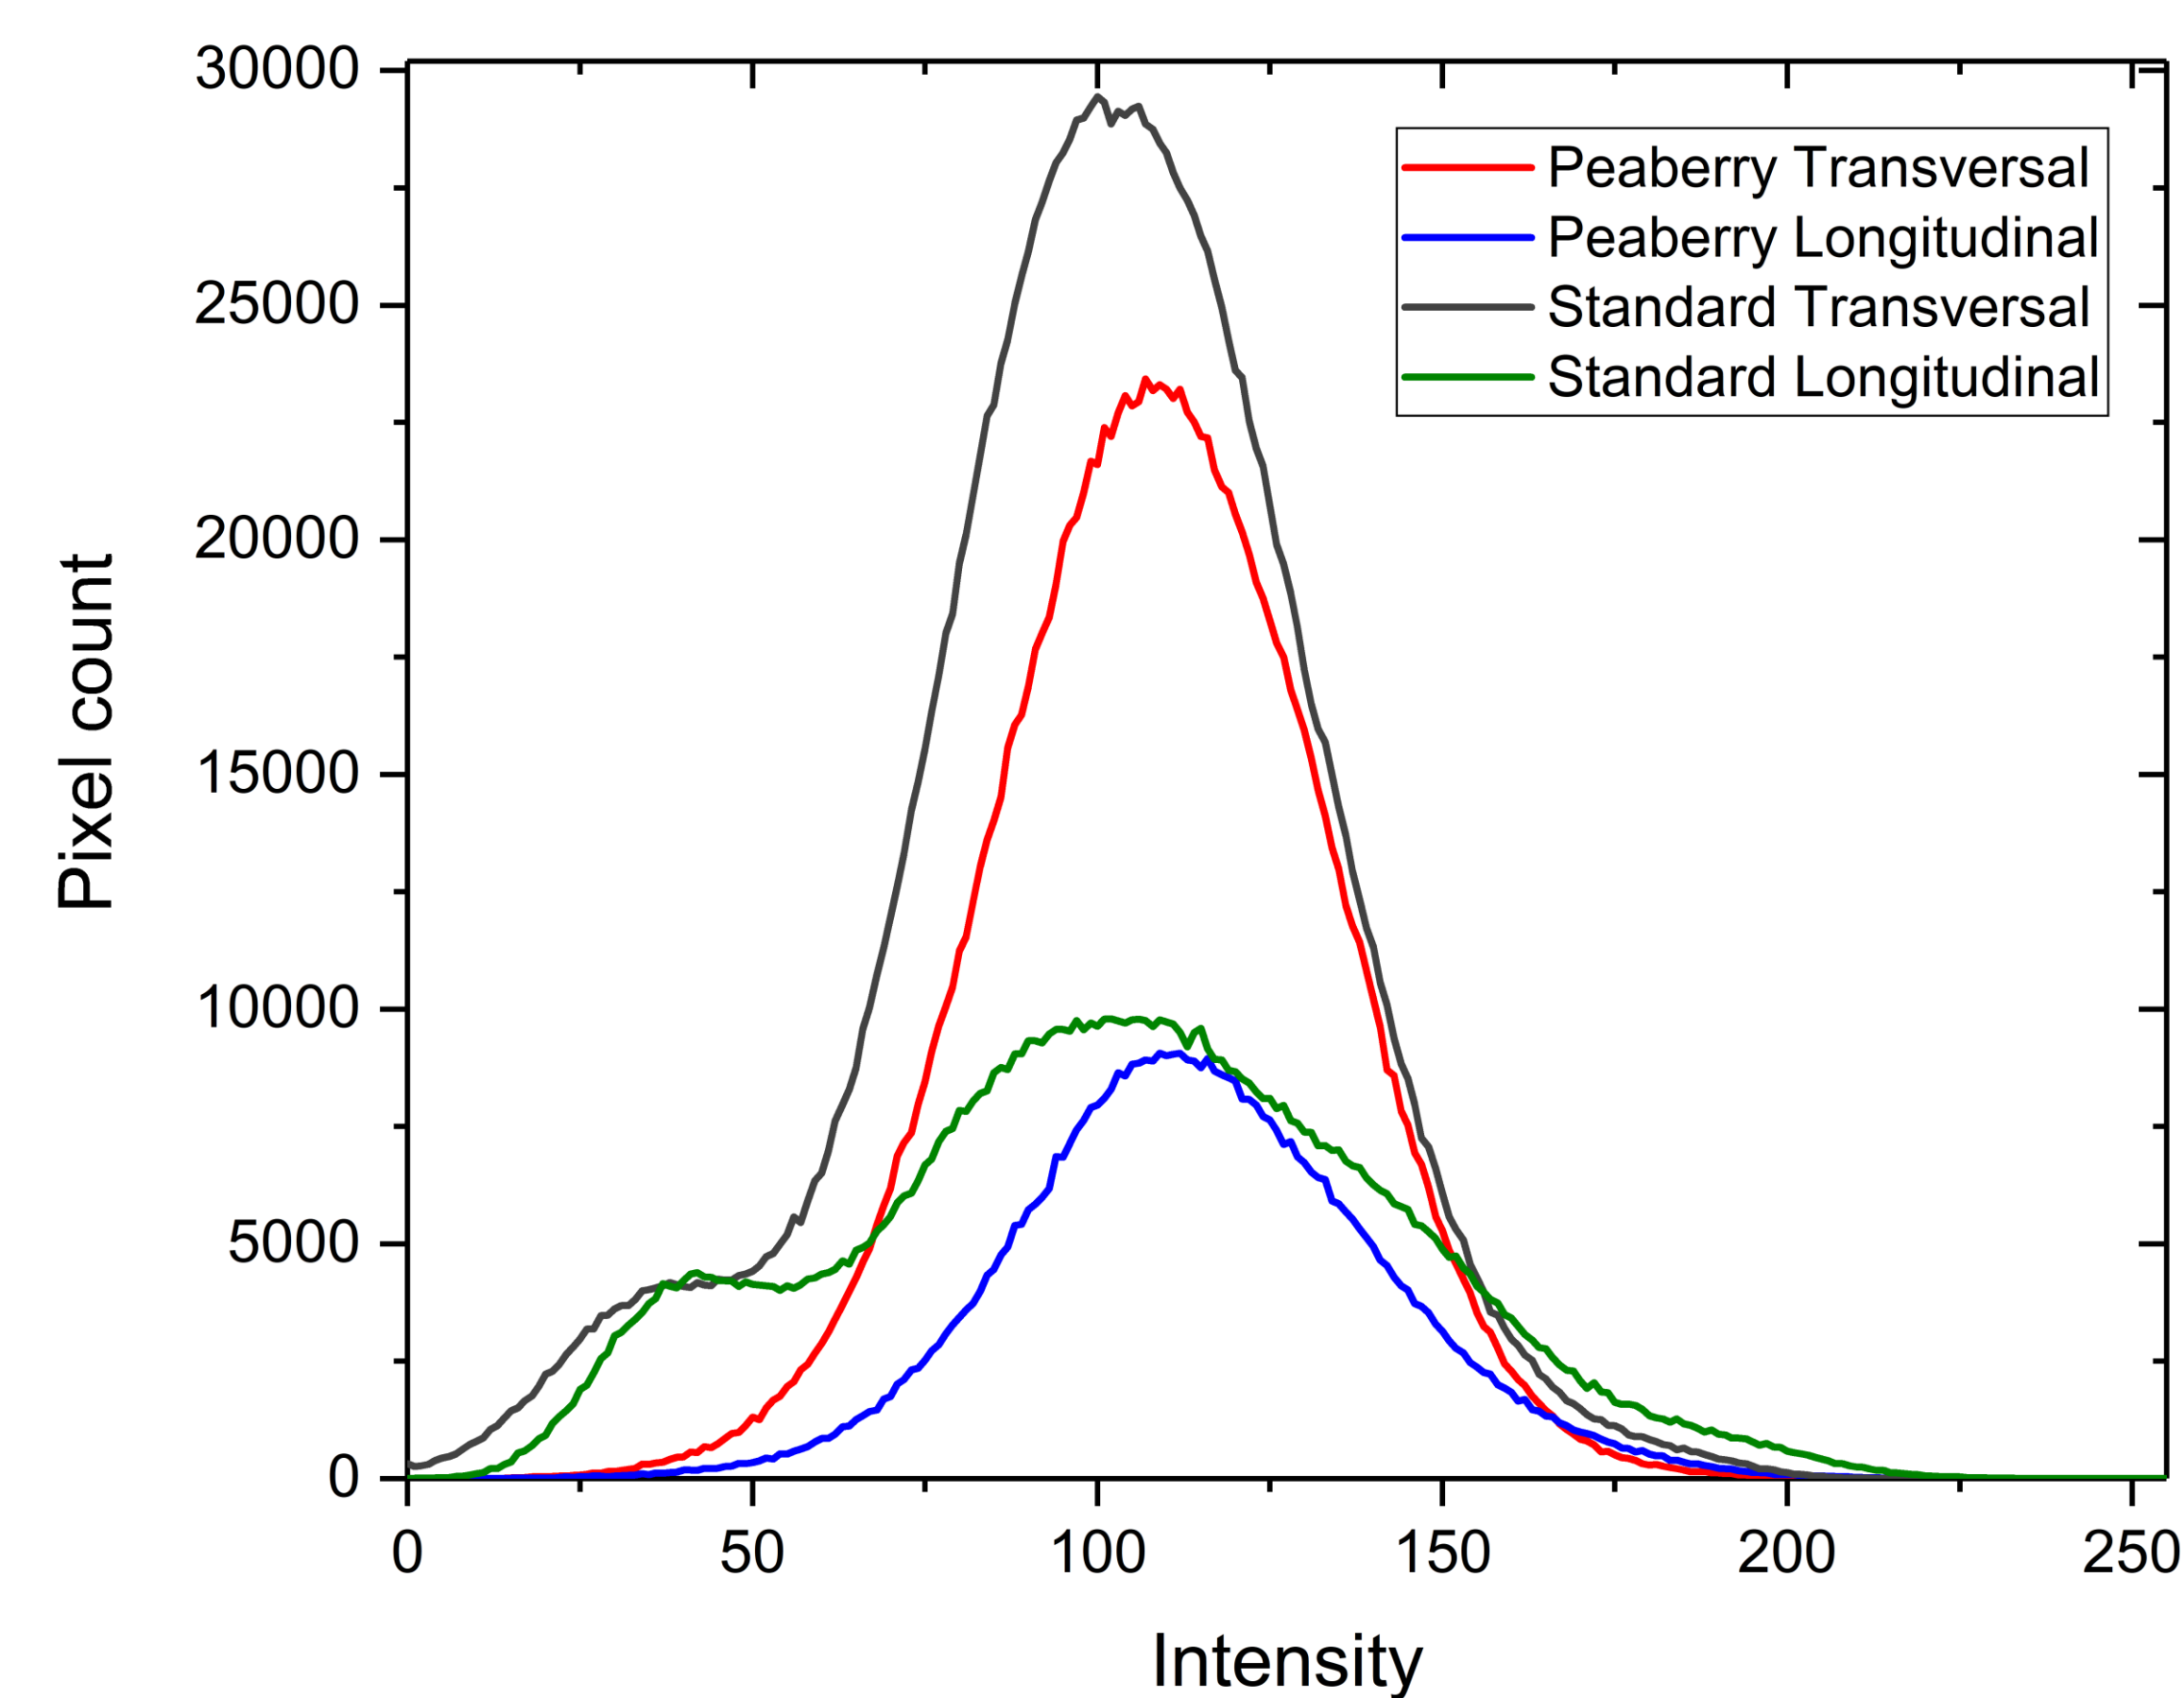 30000
25000
20000
15000
10000
5000
0
Pixel count
Peaberry Transversal
Peaberry Longitudinal
Standard Transversal
Standard Longitudinal
0 50 100 150 200 250
Intensity